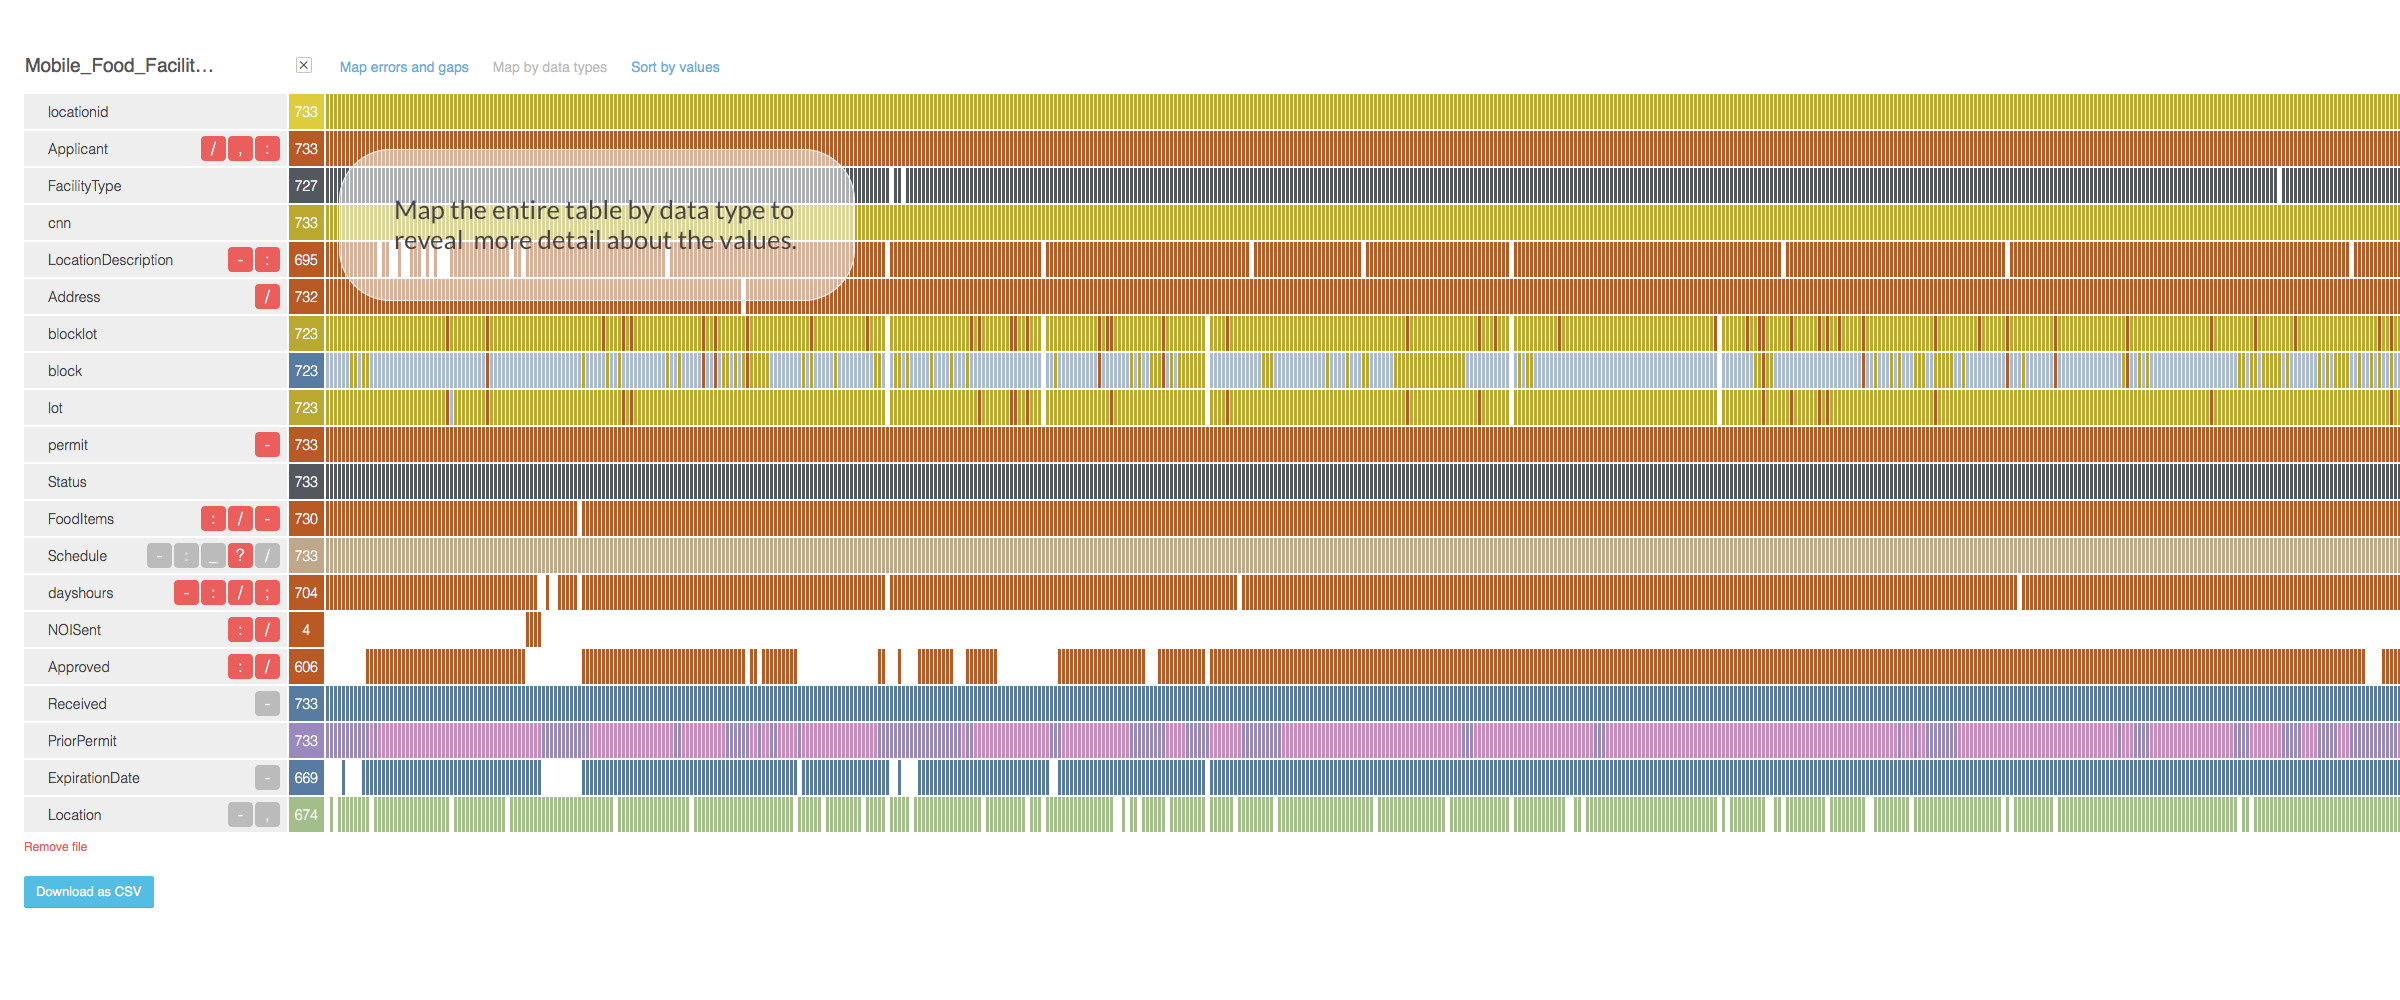 Mobile_Food_Facilit... Map errors and gaps Map by data types Sort by values
locationid 733
Applicant / , : 733
FacilityType 727
Map the entire table by data type to
reveal more detail about the values.
cnn 733
LocationDescription - : 695
Address / 732
blocklot 723
block 723
lot 723
permit - 733
Status 733
FoodItems : / - 730
Schedule - : _ ? / 733
dayshours - : / ; 704
NOISent : / 4
Approved : / 606
Received - 733
PriorPermit 733
ExpirationDate - 669
Location - , 674
Remove file
Download as CSV